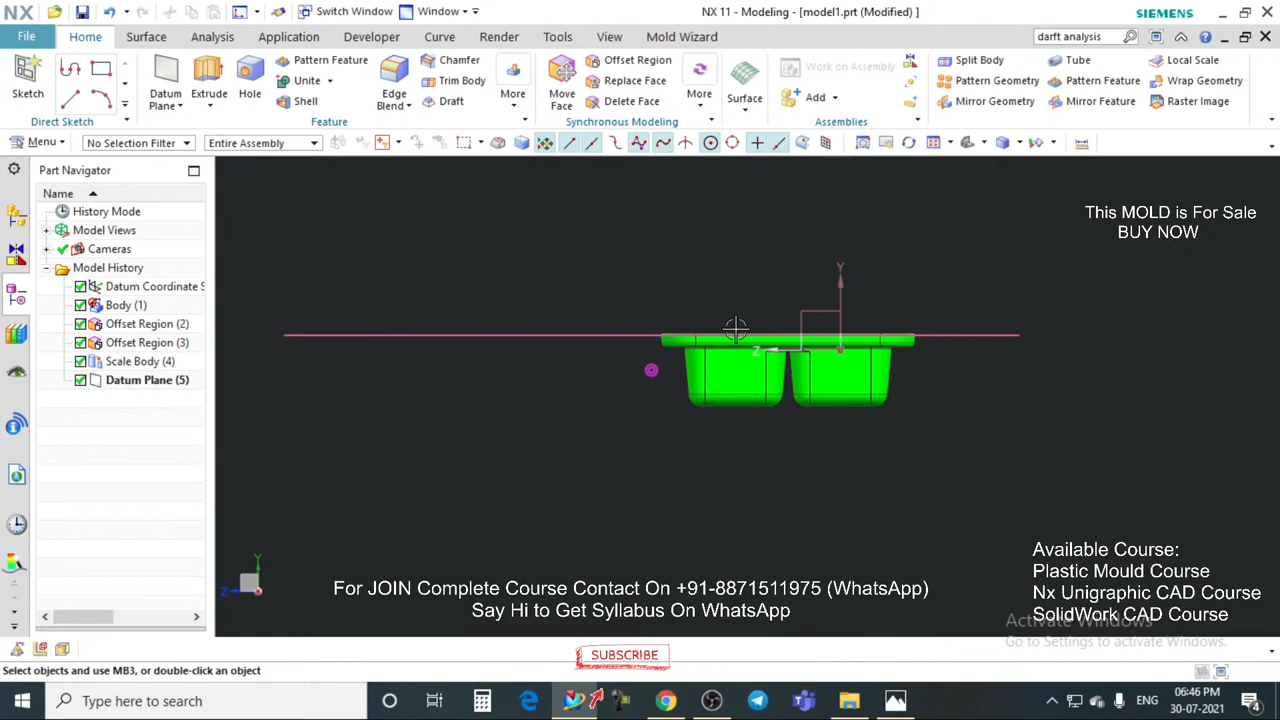 NX
Switch Window
Window
NX 11 - Modeling - [model1.prt (Modified) ]
SIEMENS
File
Home
Surface
Analysis
Application
Developer
Curve
Render
Tools
View
Mold Wizard
darft analysis
Sketch
Direct Sketch
Datum
Plane
Extrude
Hole
Pattern Feature
Unite
Shell
Edge
Blend
Chamfer
Trim Body
Draft
More
Feature
Move
Face
Offset Region
Replace Face
Delete Face
More
Synchronous Modeling
Surface
Work on Assembly
Add
Assemblies
Split Body
Pattern Geometry
Mirror Geometry
Tube
Pattern Feature
Mirror Feature
Local Scale
Wrap Geometry
Raster Image
Menu
No Selection Filter
Entire Assembly
Part Navigator
Name
History Mode
Model Views
Cameras
Model History
Datum Coordinate S
Body (1)
Offset Region (2)
Offset Region (3)
Scale Body (4)
Datum Plane (5)
This MOLD is For Sale
BUY NOW
Y
Z
Y
Z
Available Course:
Plastic Mould Course
Nx Unigraphic CAD Course
SolidWork CAD Course
Activate Windows
Go to Settings to activate Windows.
For JOIN Complete Course Contact On +91-8871511975 (WhatsApp)
Say Hi to Get Syllabus On WhatsApp
SUBSCRIBE
Select objects and use MB3, or double-click an object
Type here to search
ENG
06:46 PM
30-07-2021
4